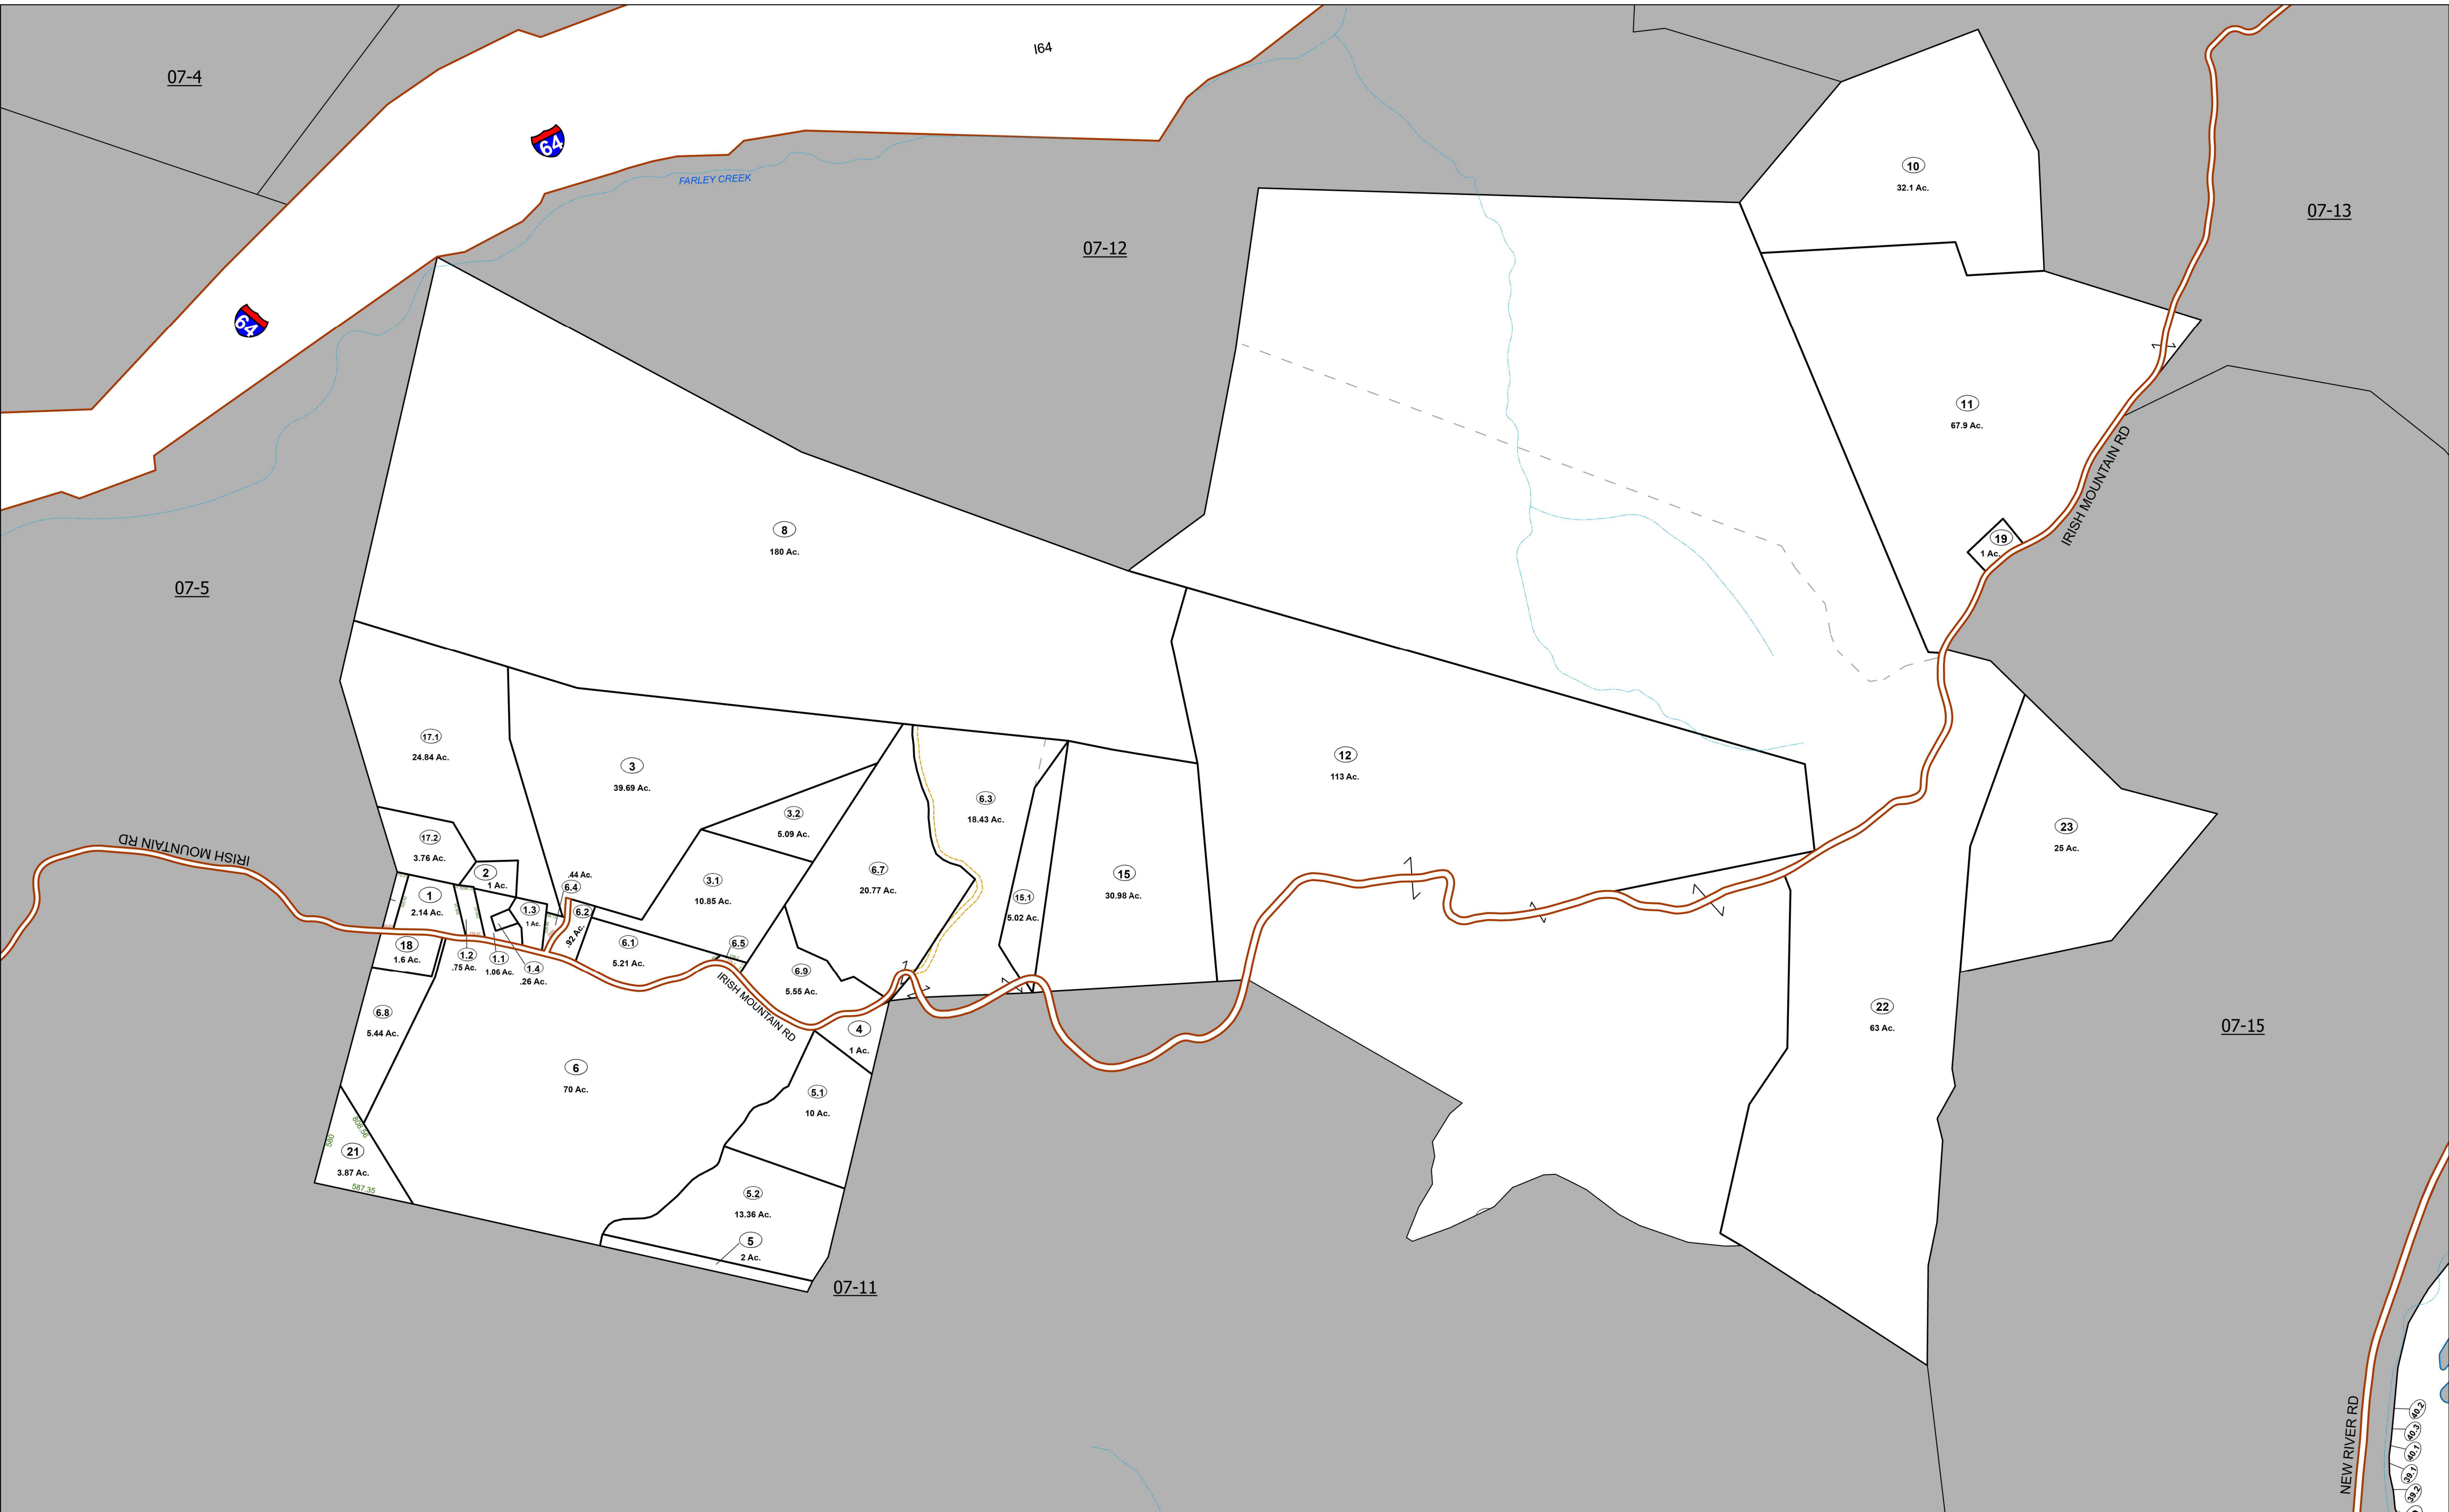 I64
07-4
64
FARLEY CREEK
10
32.1 Ac.
07-13
07-12
64
11
67.9 Ac.
IRISH MOUNTAIN RD
8
180 Ac.
19
1 Ac.
07-5
17.1
24.84 Ac.
3
39.69 Ac.
12
113 Ac.
6.3
18.43 Ac.
3.2
5.09 Ac.
23
25 Ac.
17.2
3.76 Ac.
IRISH MOUNTAIN RD
2
1 Ac.
.44 Ac.
6.4
3.1
10.85 Ac.
6.7
20.77 Ac.
15
30.98 Ac.
1
2.14 Ac.
15.1
5.02 Ac.
1.3
1 Ac.
6.2
.92 Ac.
18
1.6 Ac.
6.1
5.21 Ac.
6.5
1.2
.75 Ac.
1.1
1.06 Ac.
1.4
.26 Ac.
6.9
5.55 Ac.
IRISH MOUNTAIN RD
6.8
5.44 Ac.
4
1 Ac.
22
63 Ac.
07-15
6
70 Ac.
5.1
10 Ac.
608.56
580
21
3.87 Ac.
587.35
5.2
13.36 Ac.
5
2 Ac.
07-11
NEW RIVER RD
40.2
40.3
40.1
39.1
39.2